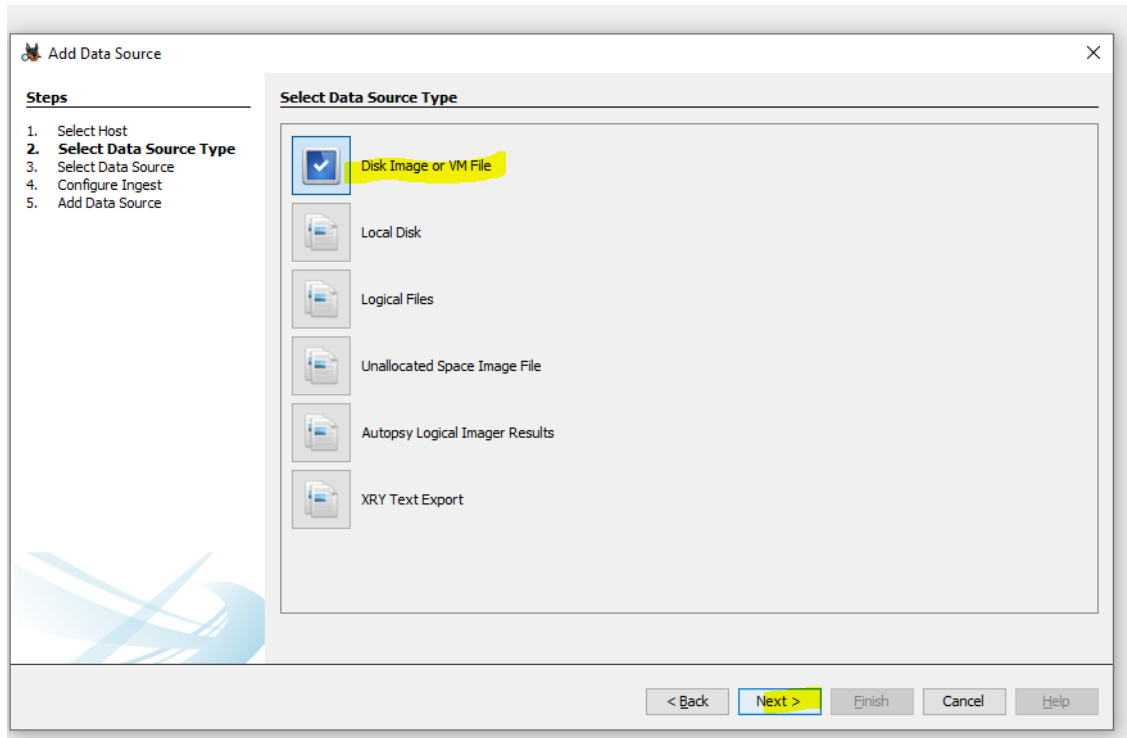 Add Data Source
Steps
1. Select Host
2. Select Data Source Type
3. Select Data Source
4. Configure Ingest
5. Add Data Source
Select Data Source Type
Disk Image or VM File
Local Disk
Logical Files
Unallocated Space Image File
Autopsy Logical Imager Results
XRY Text Export
< Back Next > Finish Cancel Help